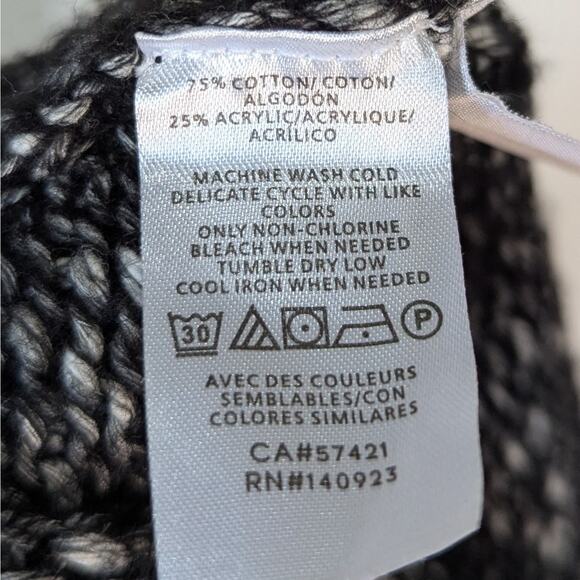 75% COTTON/COTON/
ALGODÓN
25% ACRYLIC/ACRYLIQUE/
ACRÍLICO
MACHINE WASH COLD
DELICATE CYCLE WITH LIKE
COLORS
ONLY NON-CHLORINE
BLEACH WHEN NEEDED
TUMBLE DRY LOW
COOL IRON WHEN NEEDED
30 P
AVEC DES COULEURS
SEMBLABLES/CON
COLORES SIMILARES
CA#57421
RN#140923